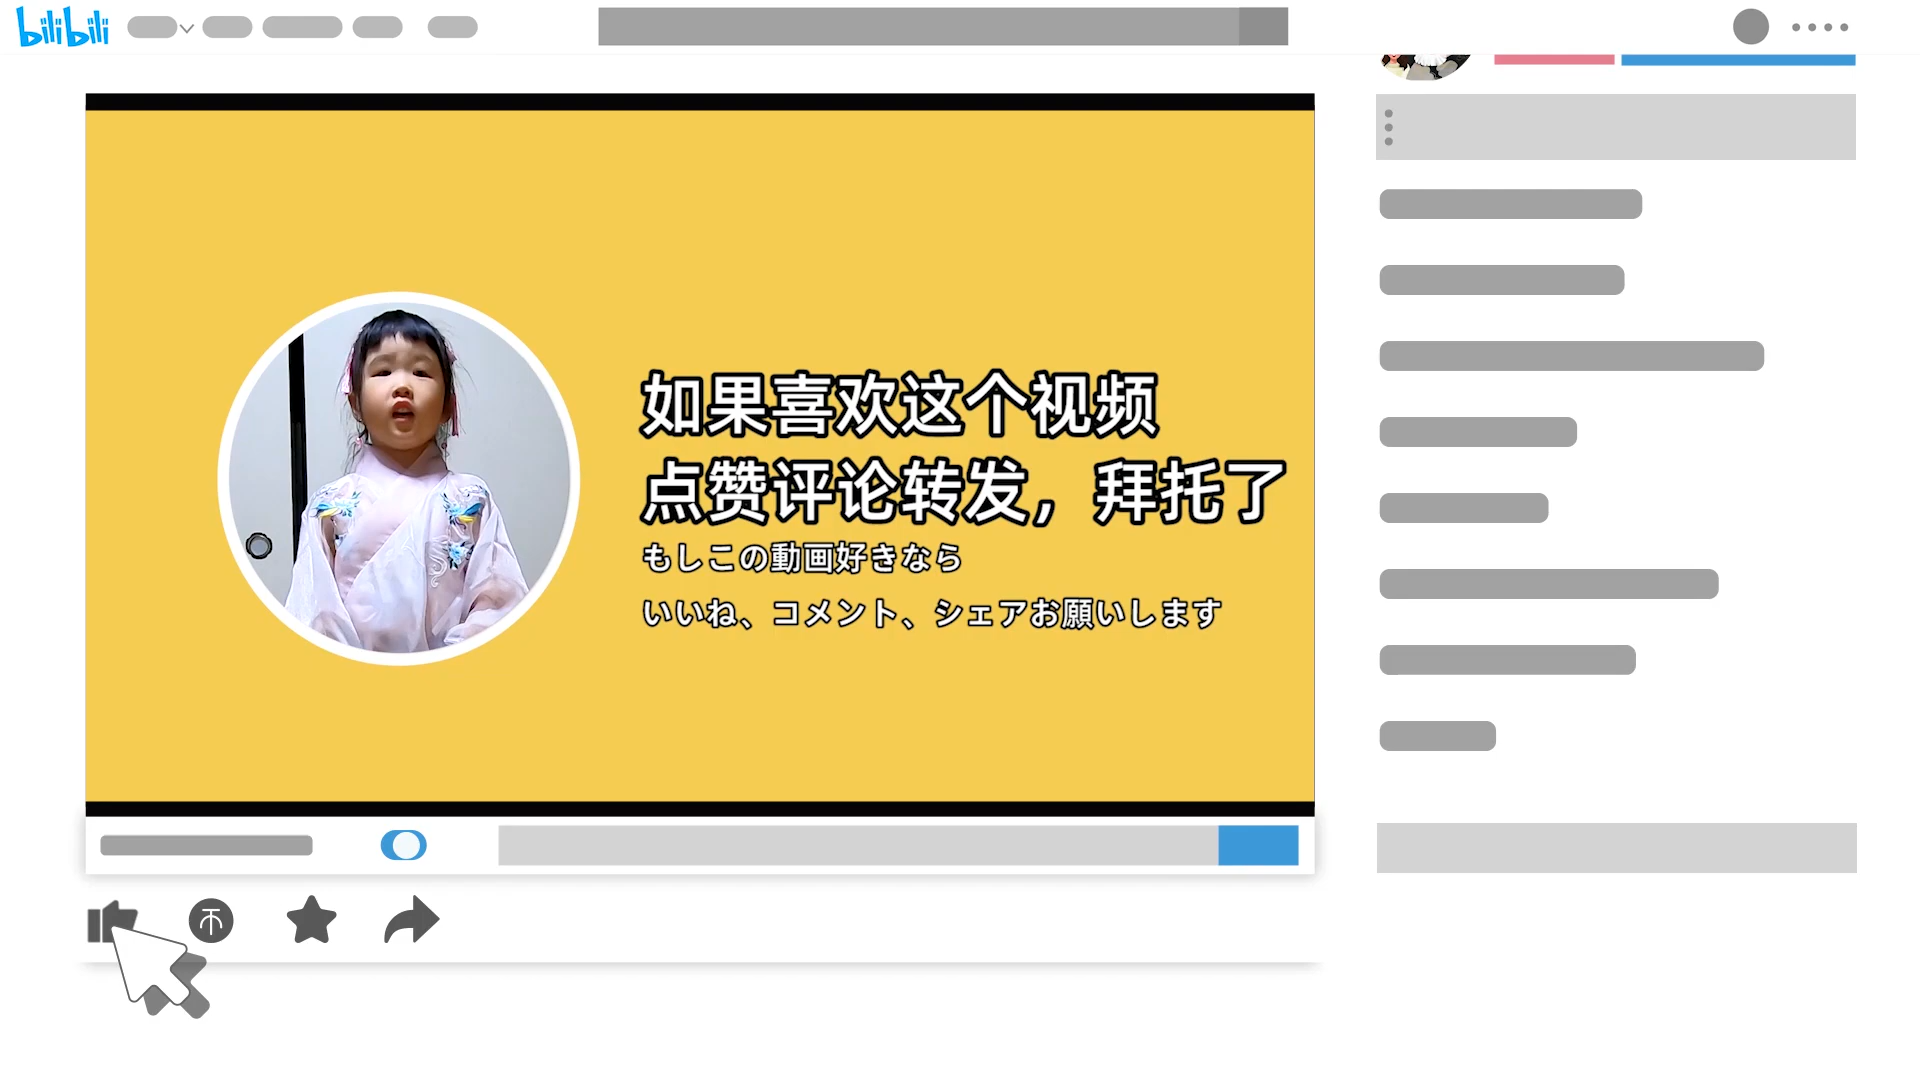 bilibili
如果喜欢这个视频
点赞评论转发，拜托了
もしこの動画好きなら
いいね、コメント、シェアお願いします